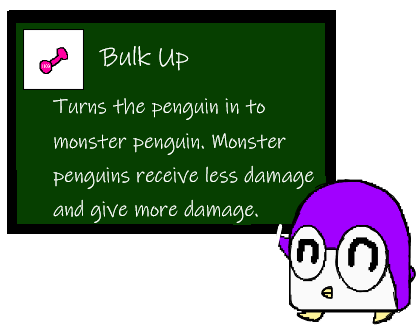 Bulk Up
Turns the penguin in to
monster penguin. Monster
penguins receive less damage
and give more damage.